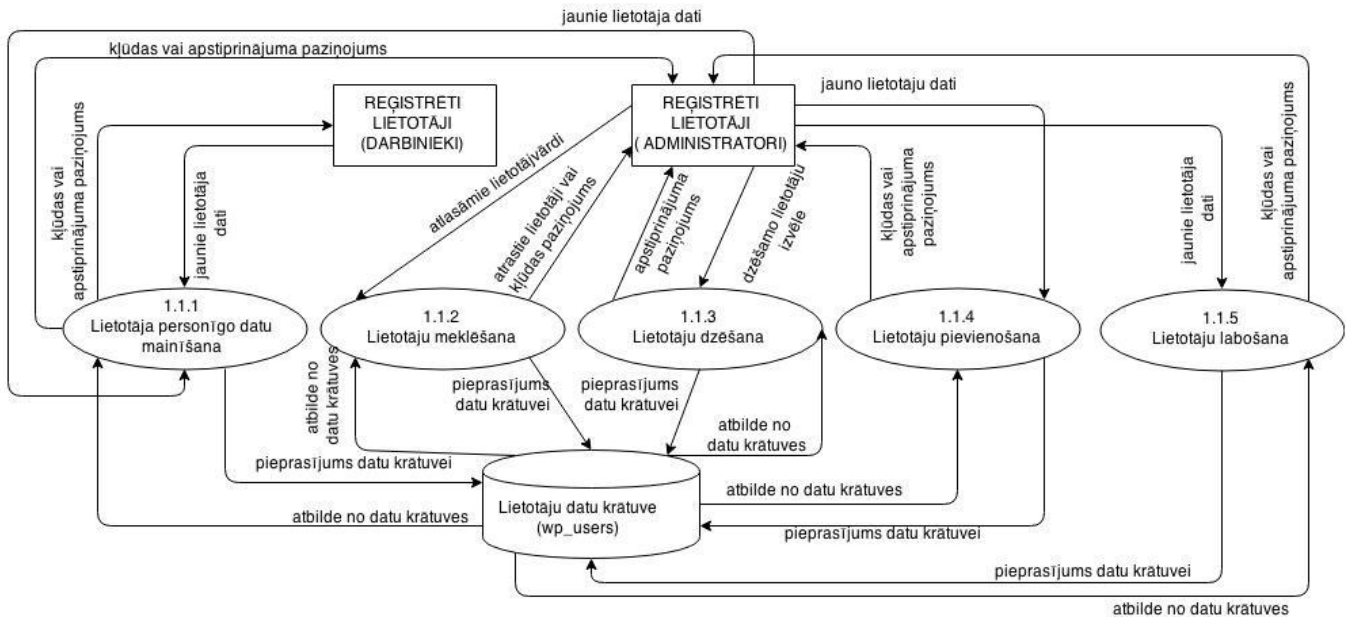 jaunie lietotāja dati
kļūdas vai apstiprinājuma paziņojums
REĢISTRĒTI
LIETOTĀJI
(DARBINIEKI)
REĢISTRĒTI
LIETOTĀJI
( ADMINISTRATORI)
jauno lietotāju dati
kļūdas vai
apstiprinājuma paziņojums
jaunie lietotāja
dati
atlasāmie lietotājvārdi
atrastie lietotāji vai
kļūdas paziņojums
apstiprinājuma
paziņojums
dzēšamo lietotāju
izvēle
kļūdas vai
apstiprinājuma
paziņojums
jaunie lietotāja
dati
kļūdas vai
apstiprinājuma paziņojums
1.1.1
Lietotāja personīgo datu
mainīšana
1.1.2
Lietotāju meklēšana
1.1.3
Lietotāju dzēšana
1.1.4
Lietotāju pievienošana
1.1.5
Lietotāju labošana
atbilde no
datu krātuves
pieprasījums
datu krātuvei
pieprasījums
datu krātuvei
atbilde no
datu krātuves
pieprasījums datu krātuvei
atbilde no datu krātuves
Lietotāju datu krātuve
(wp_users)
atbilde no datu krātuves
pieprasījums datu krātuvei
pieprasījums datu krātuvei
atbilde no datu krātuves